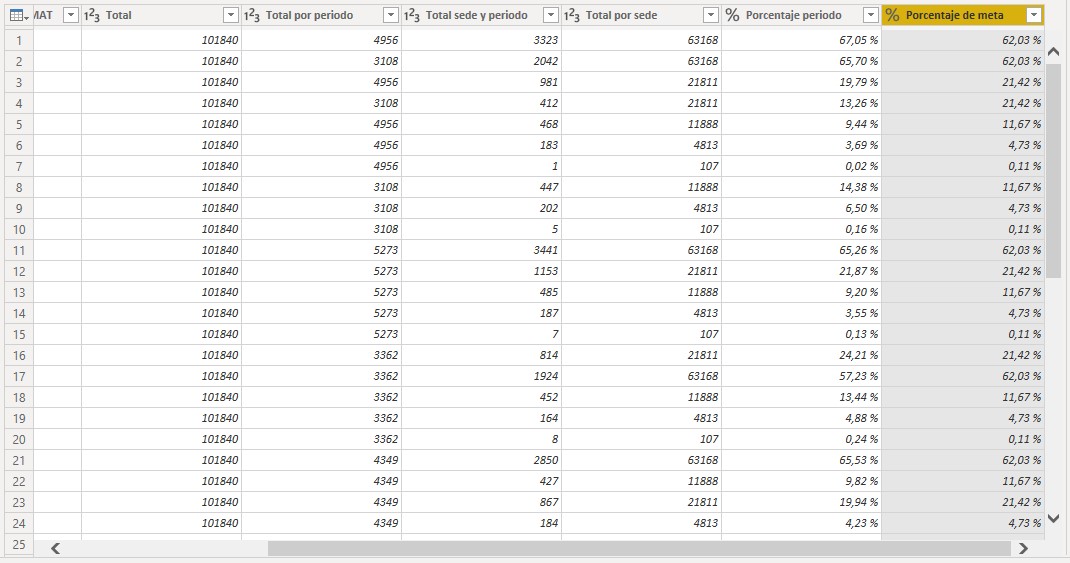 MAT 1²3 Total 1²3 Total por periodo 1²3 Total sede y periodo 1²3 Total por sede % Porcentaje periodo % Porcentaje de meta
1 101840 4956 3323 63168 67,05 % 62,03 %
2 101840 3108 2042 63168 65,70 % 62,03 %
3 101840 4956 981 21811 19,79 % 21,42 %
4 101840 3108 412 21811 13,26 % 21,42 %
5 101840 4956 468 11888 9,44 % 11,67 %
6 101840 4956 183 4813 3,69 % 4,73 %
7 101840 4956 1 107 0,02 % 0,11 %
8 101840 3108 447 11888 14,38 % 11,67 %
9 101840 3108 202 4813 6,50 % 4,73 %
10 101840 3108 5 107 0,16 % 0,11 %
11 101840 5273 3441 63168 65,26 % 62,03 %
12 101840 5273 1153 21811 21,87 % 21,42 %
13 101840 5273 485 11888 9,20 % 11,67 %
14 101840 5273 187 4813 3,55 % 4,73 %
15 101840 5273 7 107 0,13 % 0,11 %
16 101840 3362 814 21811 24,21 % 21,42 %
17 101840 3362 1924 63168 57,23 % 62,03 %
18 101840 3362 452 11888 13,44 % 11,67 %
19 101840 3362 164 4813 4,88 % 4,73 %
20 101840 3362 8 107 0,24 % 0,11 %
21 101840 4349 2850 63168 65,53 % 62,03 %
22 101840 4349 427 11888 9,82 % 11,67 %
23 101840 4349 867 21811 19,94 % 21,42 %
24 101840 4349 184 4813 4,23 % 4,73 %
25